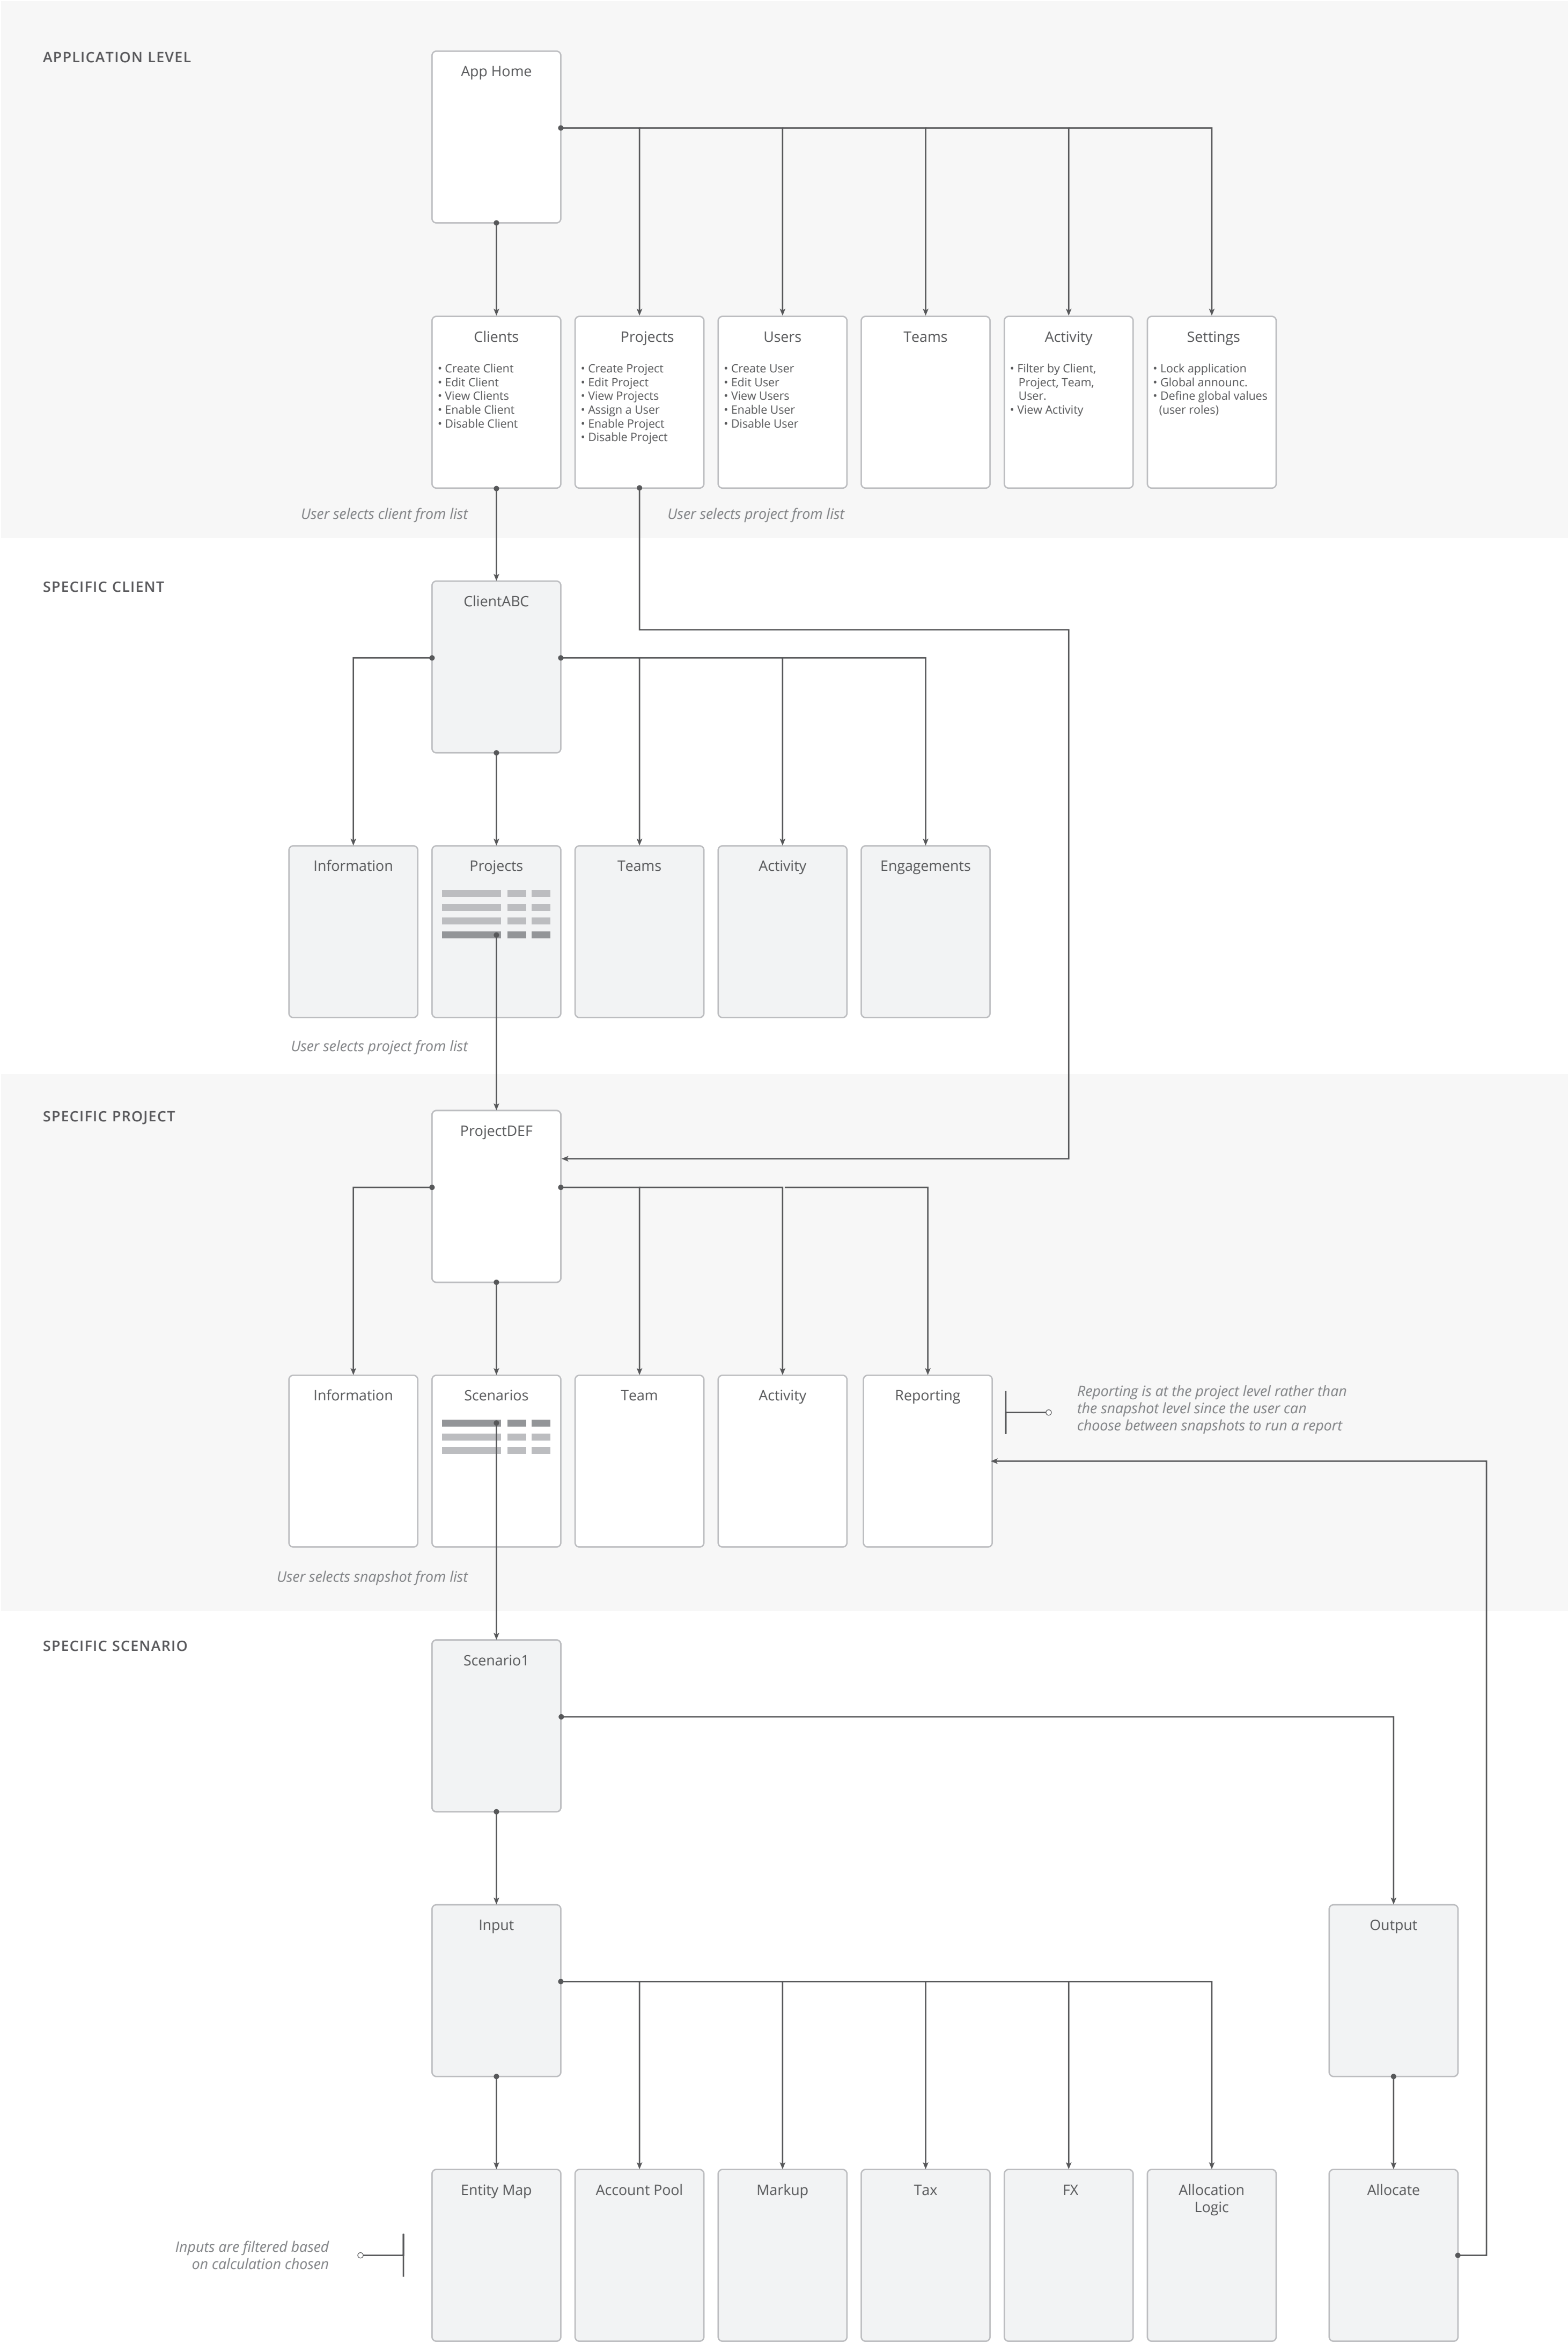 APPLICATION LEVEL
App Home
Clients
• Create Client
• Edit Client
• View Clients
• Enable Client
• Disable Client
Projects
• Create Project
• Edit Project
• View Projects
• Assign a User
• Enable Project
• Disable Project
Users
• Create User
• Edit User
• View Users
• Enable User
• Disable User
Teams
Activity
• Filter by Client,
Project, Team,
User.
• View Activity
Settings
• Lock application
• Global announc.
• Define global values
(user roles)
User selects client from list
User selects project from list
SPECIFIC CLIENT
ClientABC
Information
Projects
Teams
Activity
Engagements
User selects project from list
SPECIFIC PROJECT
ProjectDEF
Information
Scenarios
Team
Activity
Reporting
Reporting is at the project level rather than
the snapshot level since the user can
choose between snapshots to run a report
User selects snapshot from list
SPECIFIC SCENARIO
Scenario1
Input
Output
Entity Map
Account Pool
Markup
Tax
FX
Allocation
Logic
Allocate
Inputs are filtered based
on calculation chosen